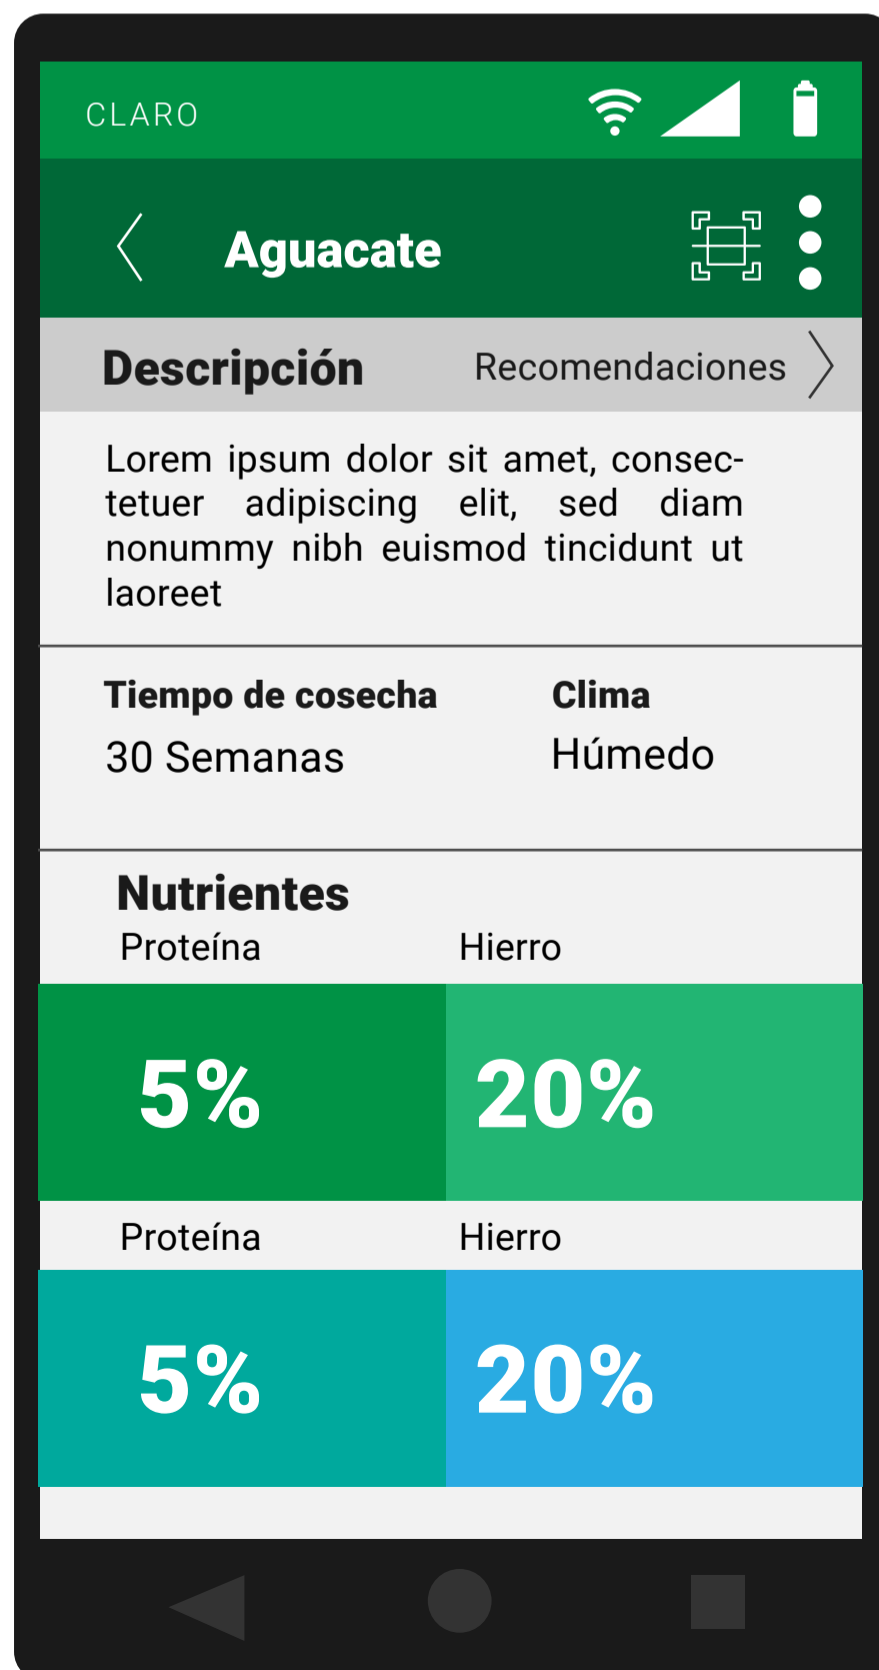 CLARO
Aguacate
Descripción Recomendaciones
Lorem ipsum dolor sit amet, consec-
tetuer adipiscing elit, sed diam
nonummy nibh euismod tincidunt ut
laoreet
Tiempo de cosecha Clima
30 Semanas Húmedo
Nutrientes
Proteína Hierro
5% 20%
Proteína Hierro
5% 20%